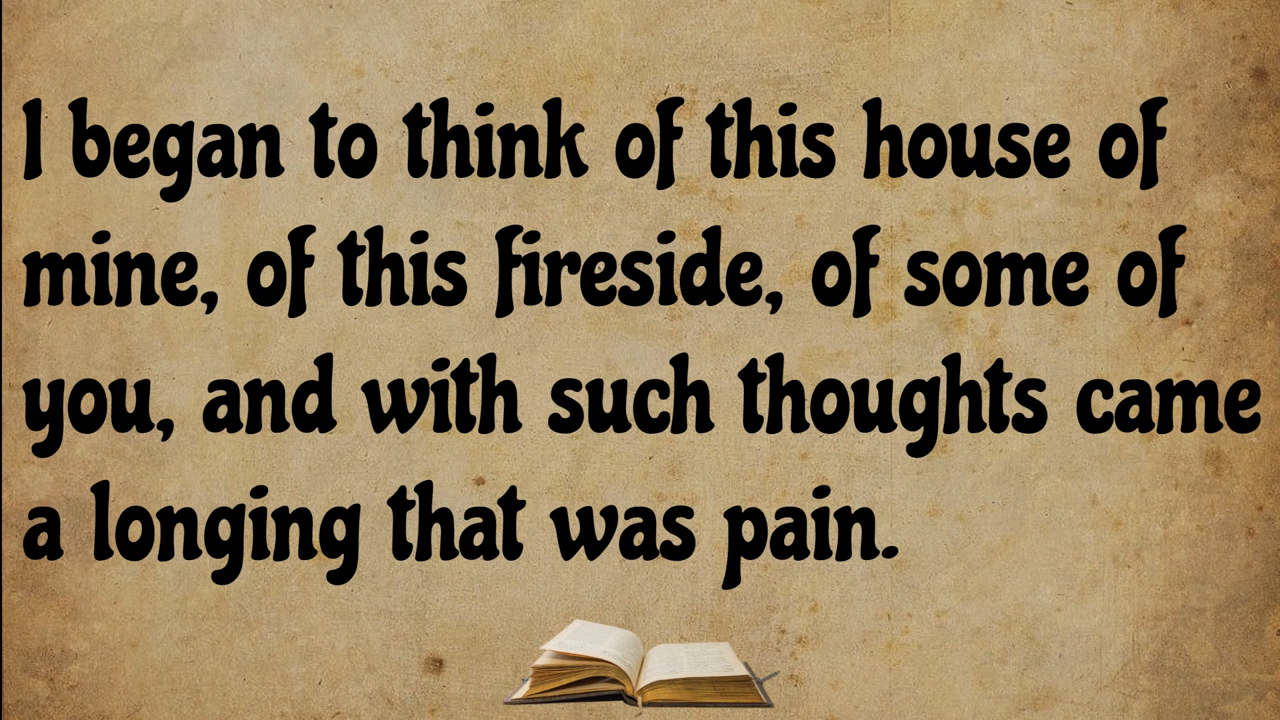 I began to think of this house of
mine, of this fireside, of some of
you, and with such thoughts came
a longing that was pain.